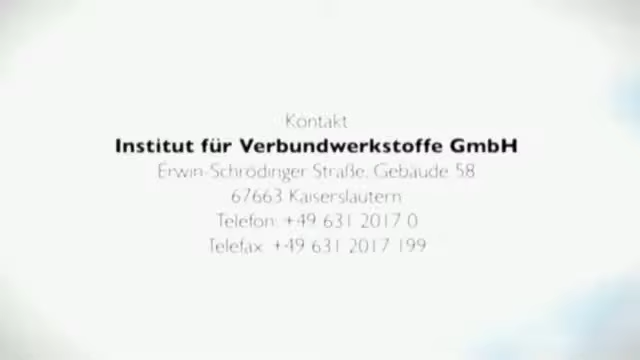 Kontakt
Institut für Verbundwerkstoffe GmbH
Erwin-Schrödinger Straße, Gebäude 58
67663 Kaiserslautern
Telefon: +49 631 2017 0
Telefax: +49 631 2017 199